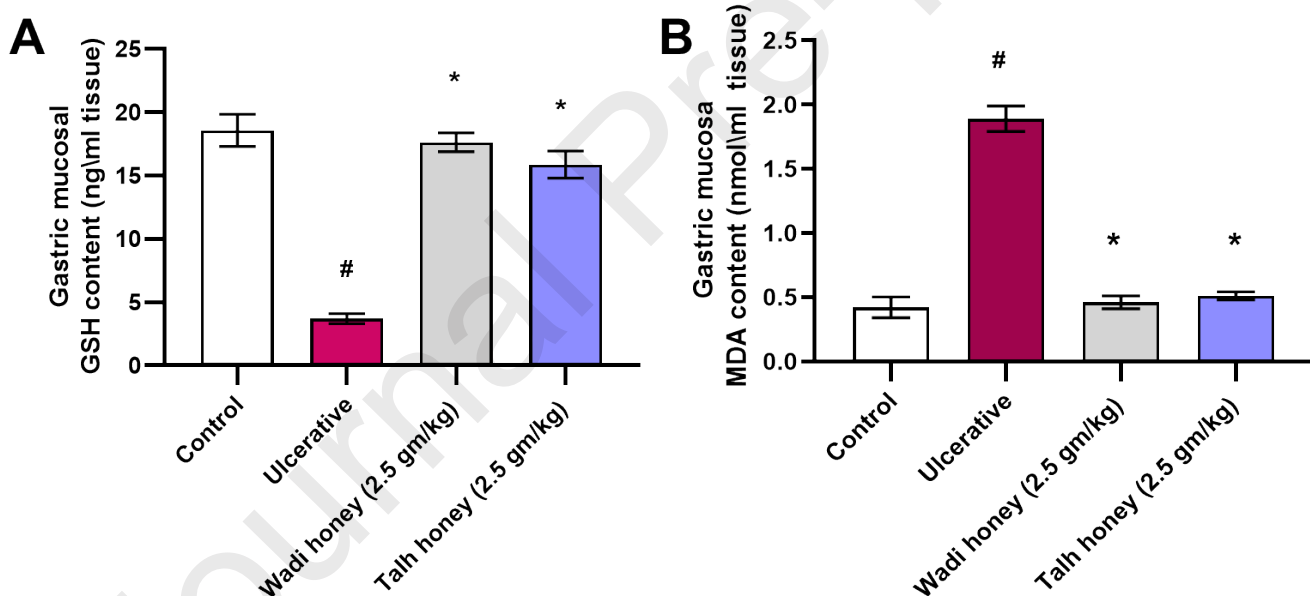 A
Gastric mucosal
GSH content (ng\ml tissue)
25
20
15
10
5
0
*
*
#
Control
Ulcerative
Wadi honey (2.5 gm/kg)
Talh honey (2.5 gm/kg)
B
Gastric mucosa
MDA content (nmol\ml tissue)
2.5
2.0
1.5
1.0
0.5
0.0
#
*
*
Control
Ulcerative
Wadi honey (2.5 gm/kg)
Talh honey (2.5 gm/kg)
Journal Pre-